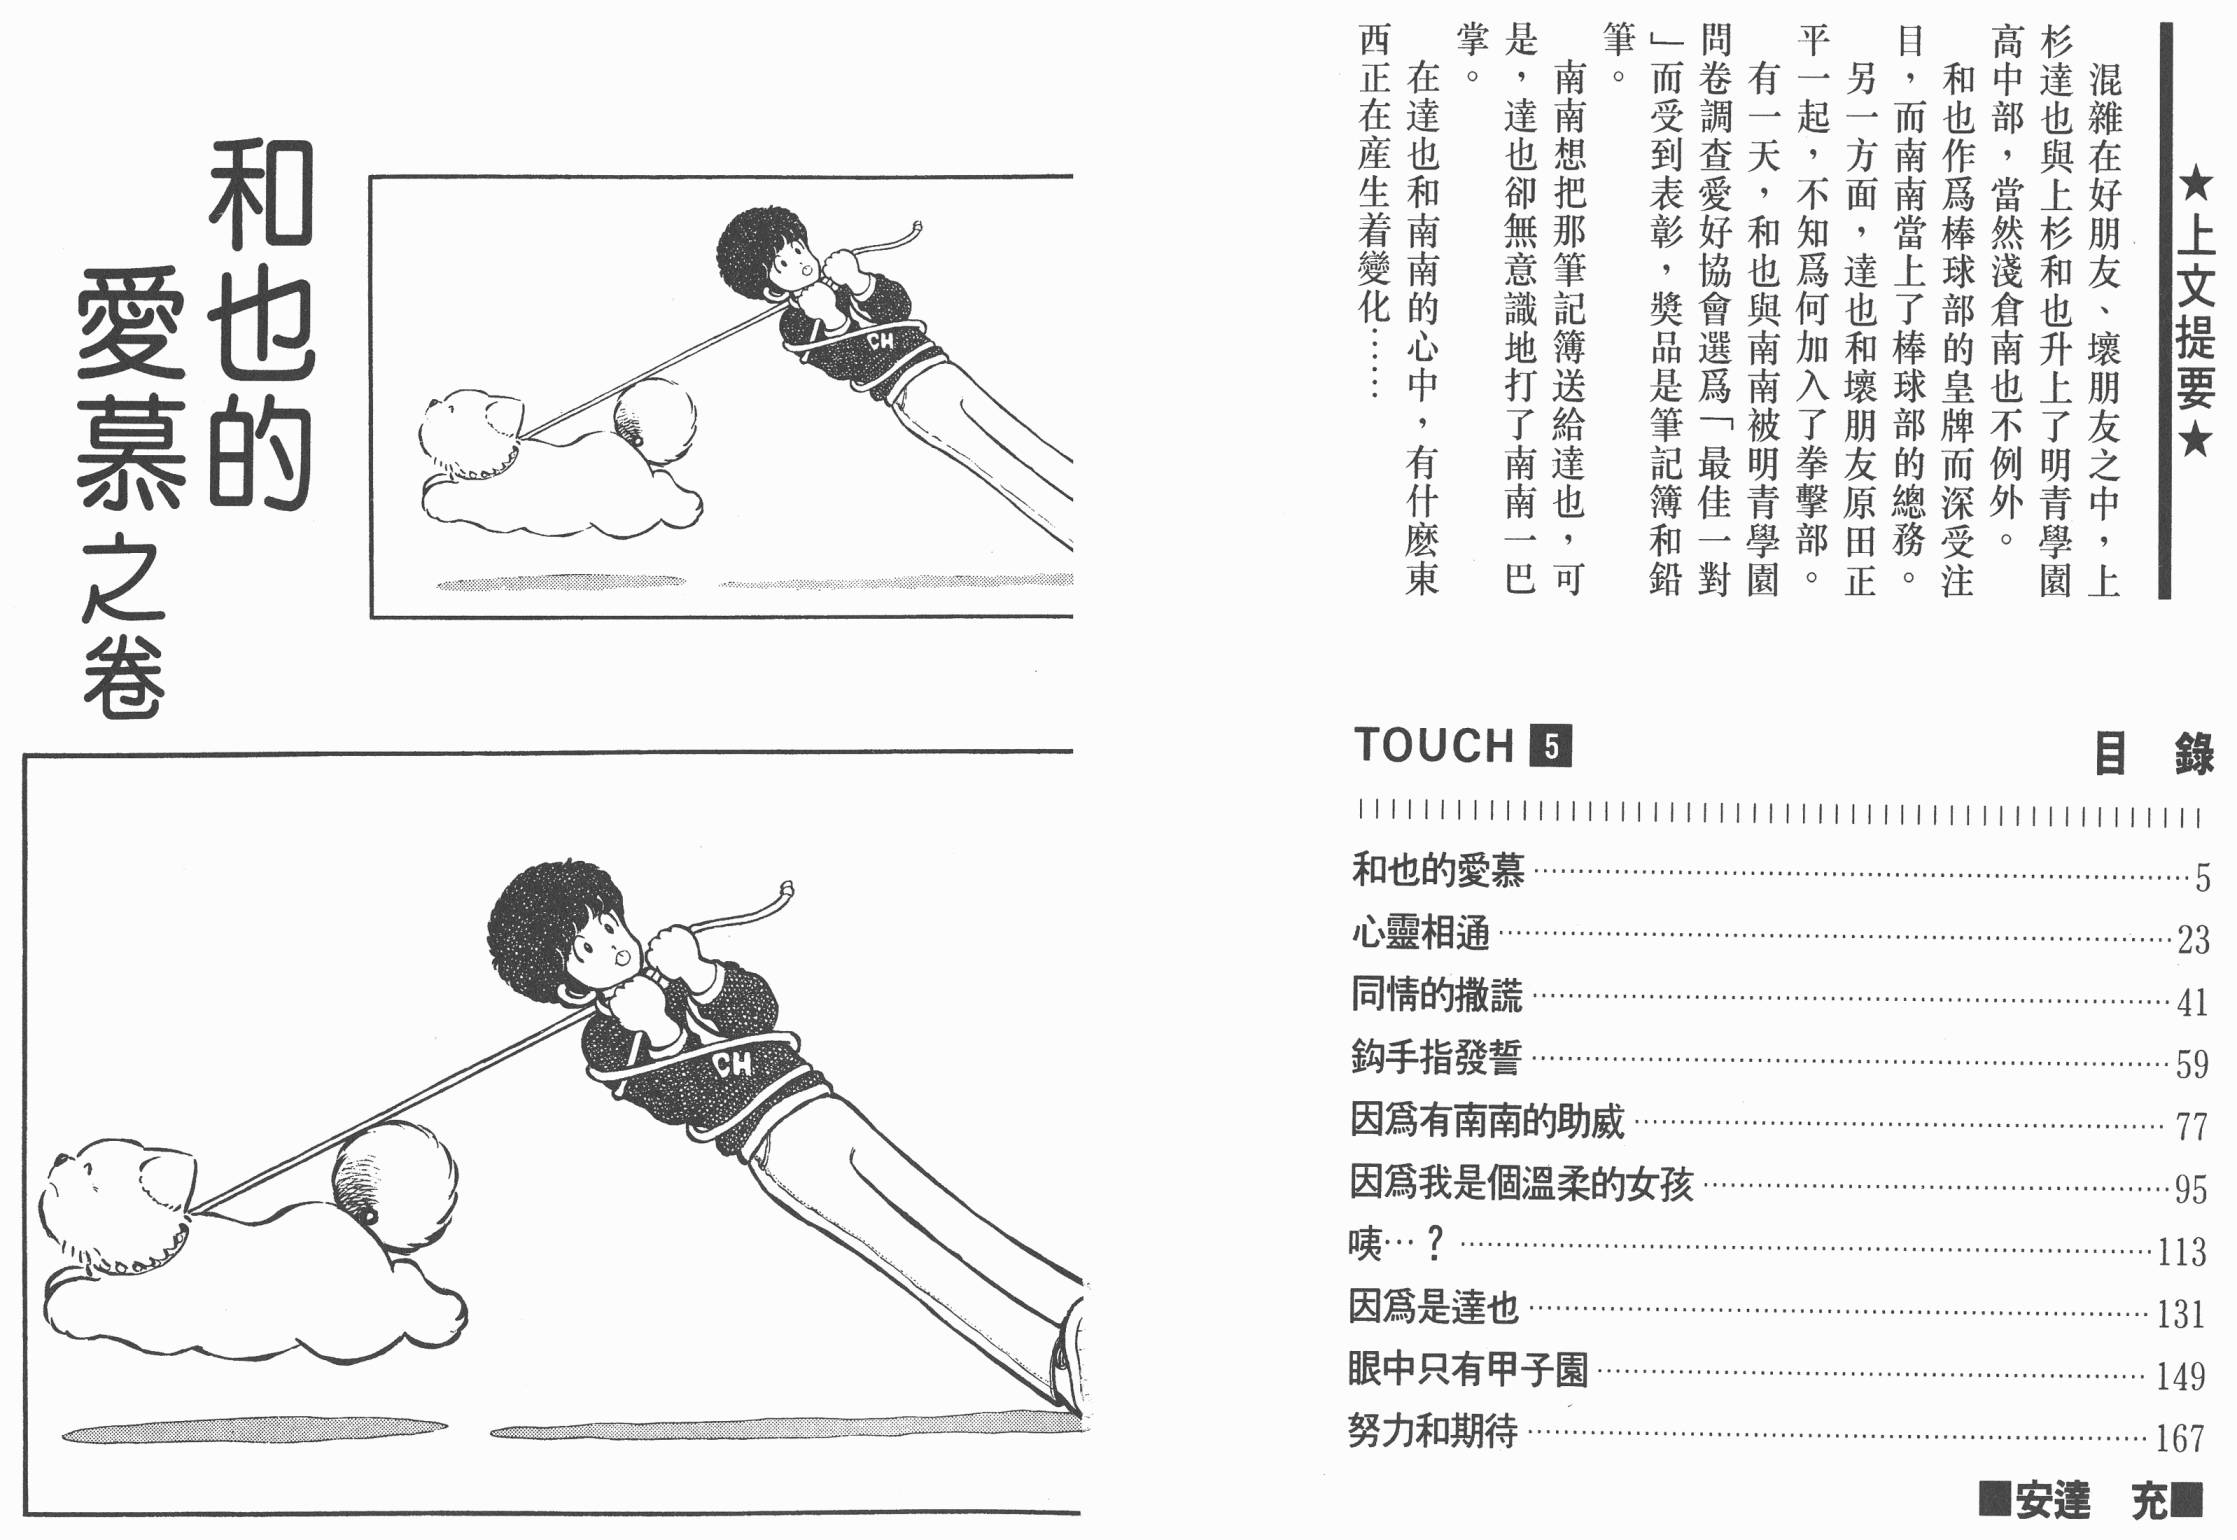 ★上文提要★
混雜在好朋友、壞朋友之中，上
杉達也與上杉和也升上了明青學園
高中部，當然淺倉南也不例外。
和也作爲棒球部的皇牌而深受注
目，而南南當上了棒球部的總務。
另一方面，達也和壞朋友原田正
平一起，不知爲何加入了拳擊部。
有一天，和也與南南被明青學園
問卷調查愛好協會選爲「最佳一對
」而受到表彰，獎品是筆記簿和鉛
筆。
南南想把那筆記簿送給達也，可
是，達也卻無意識地打了南南一巴
掌。
在達也和南南的心中，有什麼東
西正在産生着變化……
目 錄
TOUCH 5
和也的愛慕……5
心靈相通……23
同情的撒謊……41
鈎手指發誓……59
因爲有南南的助威……77
因爲我是個溫柔的女孩……95
咦…？……113
因爲是達也……131
眼中只有甲子園……149
努力和期待……167
■安達 充■
和也的
愛慕之卷
CH
CH